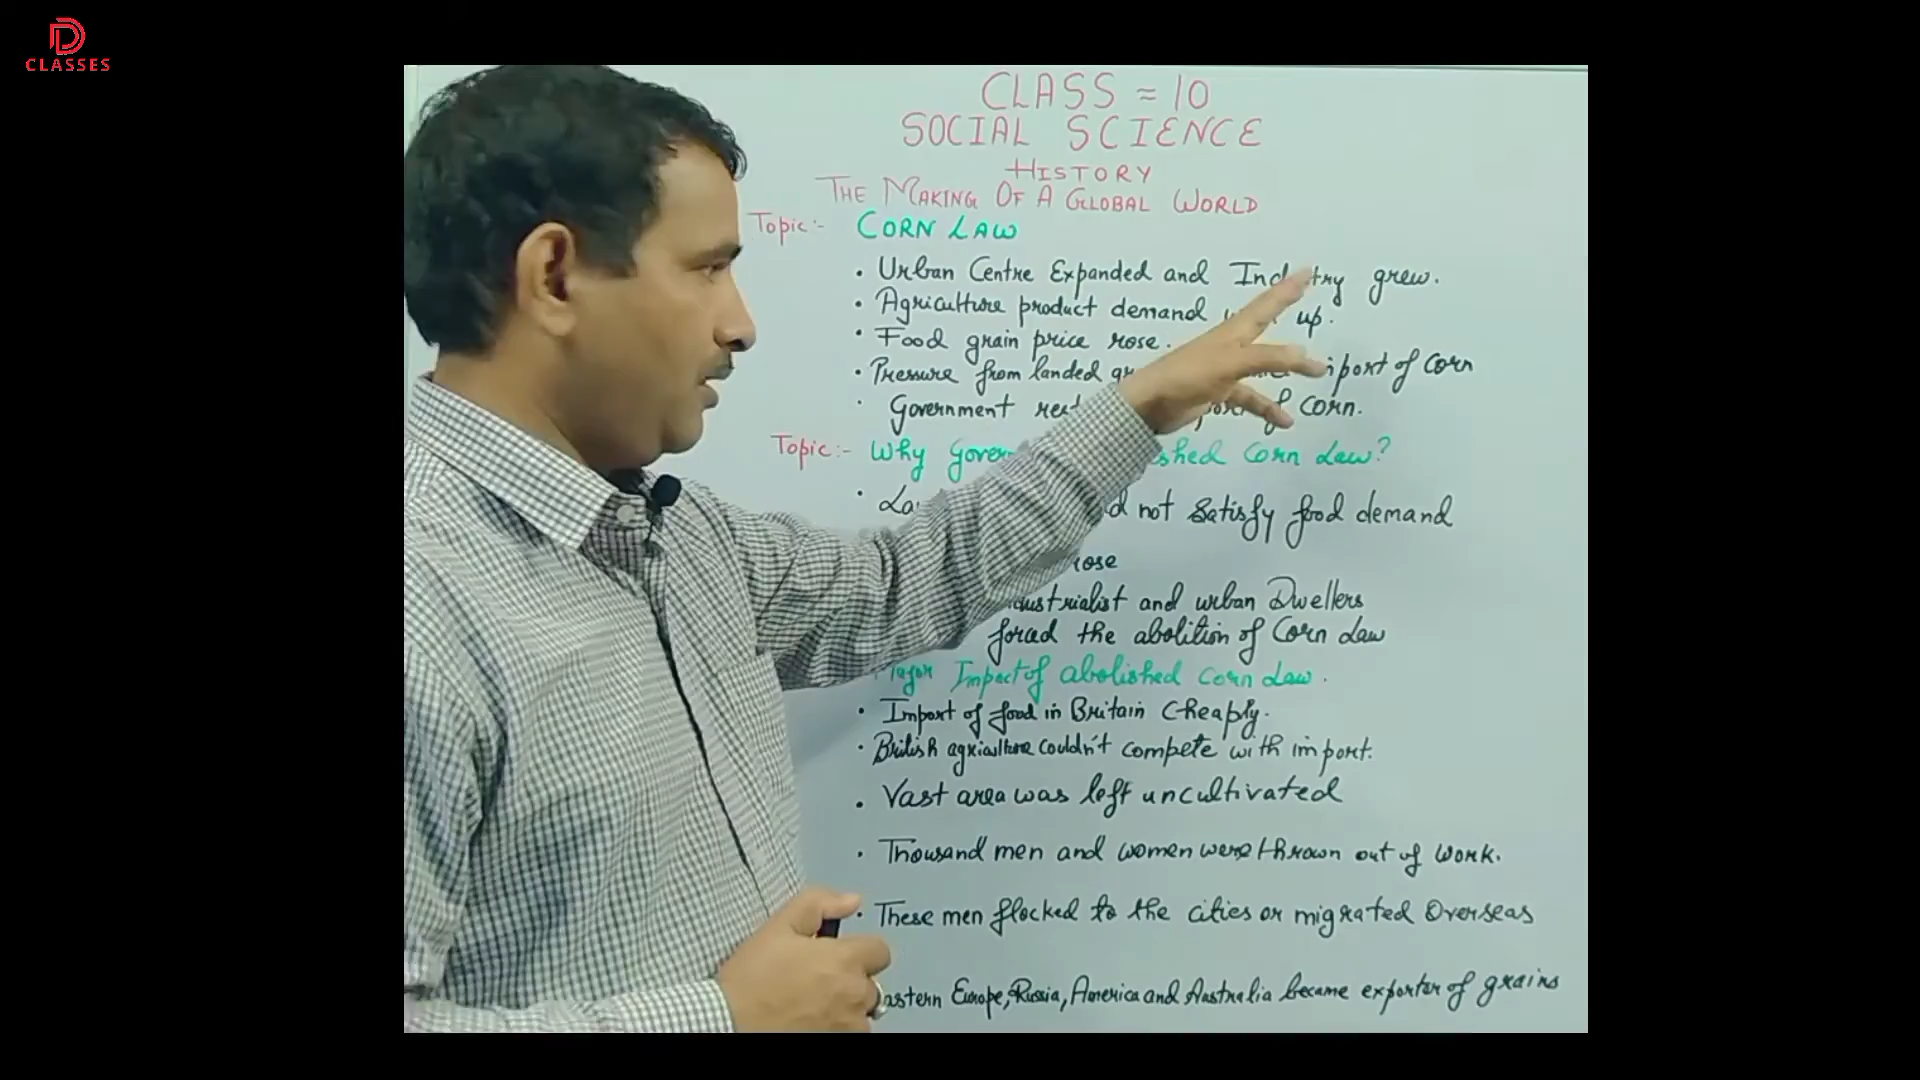 D
CLASSES
CLASS = 10
SOCIAL SCIENCE
HISTORY
THE MAKING OF A GLOBAL WORLD
Topic:- CORN LAW
• Urban Centre Expanded and Industry grew.
• Agriculture product demand up.
• Food grain price rose.
• Pressure from landed import of Corn
• Government of Corn.
Topic:- Why Corn Law?
• not satisfy food demand
rose
industrialist and urban Dwellers
forced the abolition of Corn Law
Major Impact of abolished Corn Law.
• Import of food in Britain Cheaply.
• British agriculture couldn't compete with import.
• Vast area was left uncultivated
• Thousand men and women were thrown out of work.
• These men flocked to the cities or migrated Overseas
Eastern Europe, Russia, America and Australia became exporter of grains